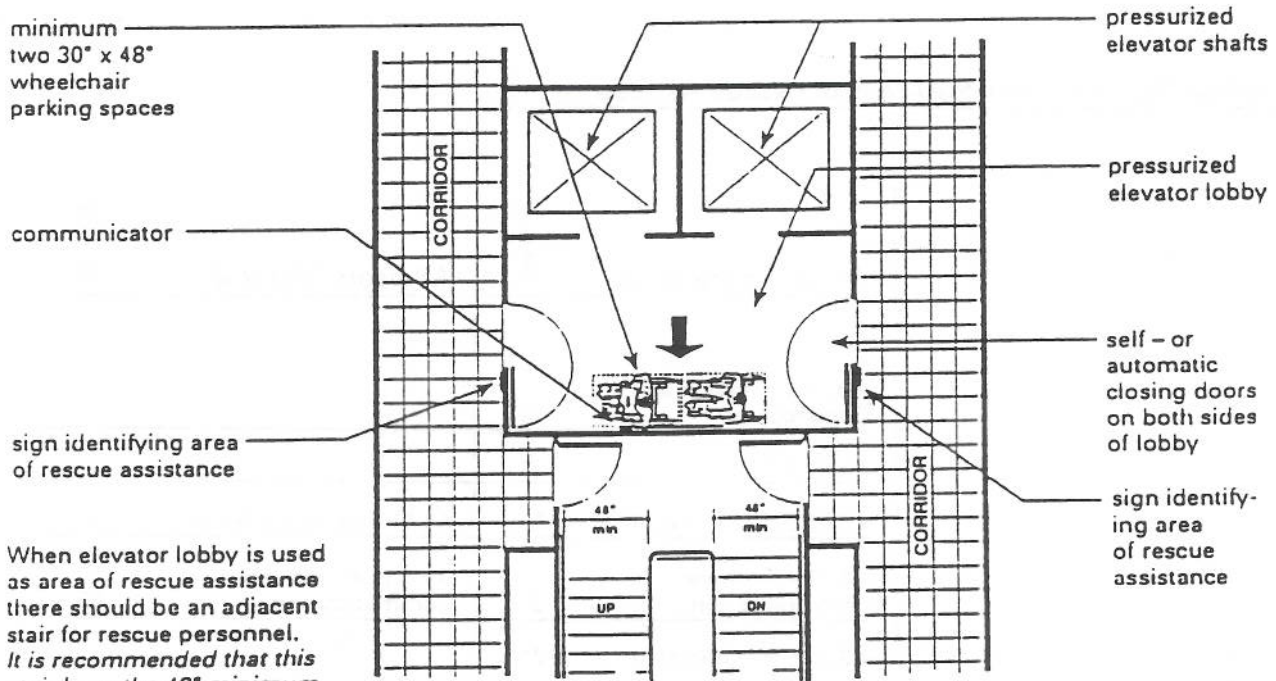 minimum
two 30" x 48"
wheelchair
parking spaces
communicator
sign identifying area
of rescue assistance
When elevator lobby is used
as area of rescue assistance
there should be an adjacent
stair for rescue personnel.
It is recommended that this
CORRIDOR
48"
min
48"
min
UP
DN
CORRIDOR
pressurized
elevator shafts
pressurized
elevator lobby
self – or
automatic
closing doors
on both sides
of lobby
sign identify-
ing area
of rescue
assistance